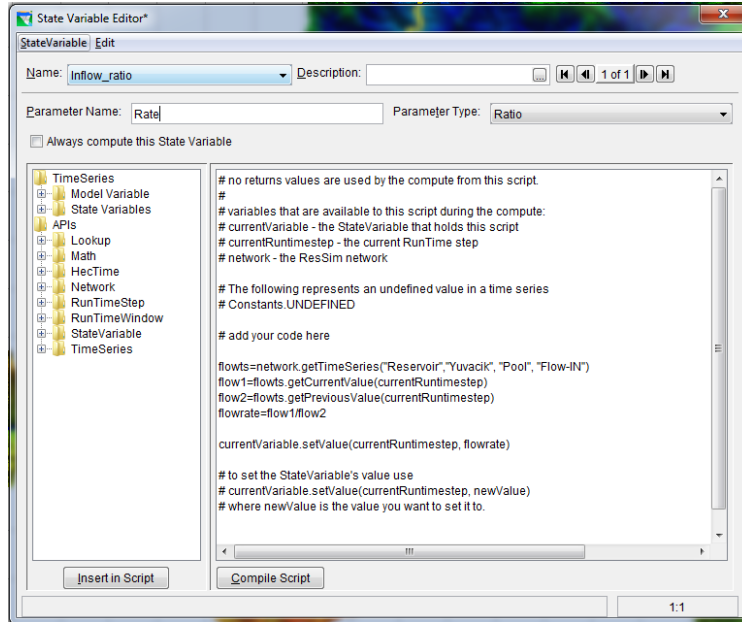 State Variable Editor*
StateVariable Edit
Name: Inflow_ratio Description: ... 1 of 1
Parameter Name: Rate Parameter Type: Ratio
Always compute this State Variable
TimeSeries
Model Variable
State Variables
APIs
Lookup
Math
HecTime
Network
RunTimeStep
RunTimeWindow
StateVariable
TimeSeries
# no returns values are used by the compute from this script.
#
# variables that are available to this script during the compute:
# currentVariable - the StateVariable that holds this script
# currentRuntimestep - the current RunTime step
# network - the ResSim network
# The following represents an undefined value in a time series
# Constants.UNDEFINED
# add your code here
flowts=network.getTimeSeries("Reservoir","Yuvacik", "Pool", "Flow-IN")
flow1=flowts.getCurrentValue(currentRuntimestep)
flow2=flowts.getPreviousValue(currentRuntimestep)
flowrate=flow1/flow2
currentVariable.setValue(currentRuntimestep, flowrate)
# to set the StateVariable's value use
# currentVariable.setValue(currentRuntimestep, newValue)
# where newValue is the value you want to set it to.
Insert in Script Compile Script
1:1